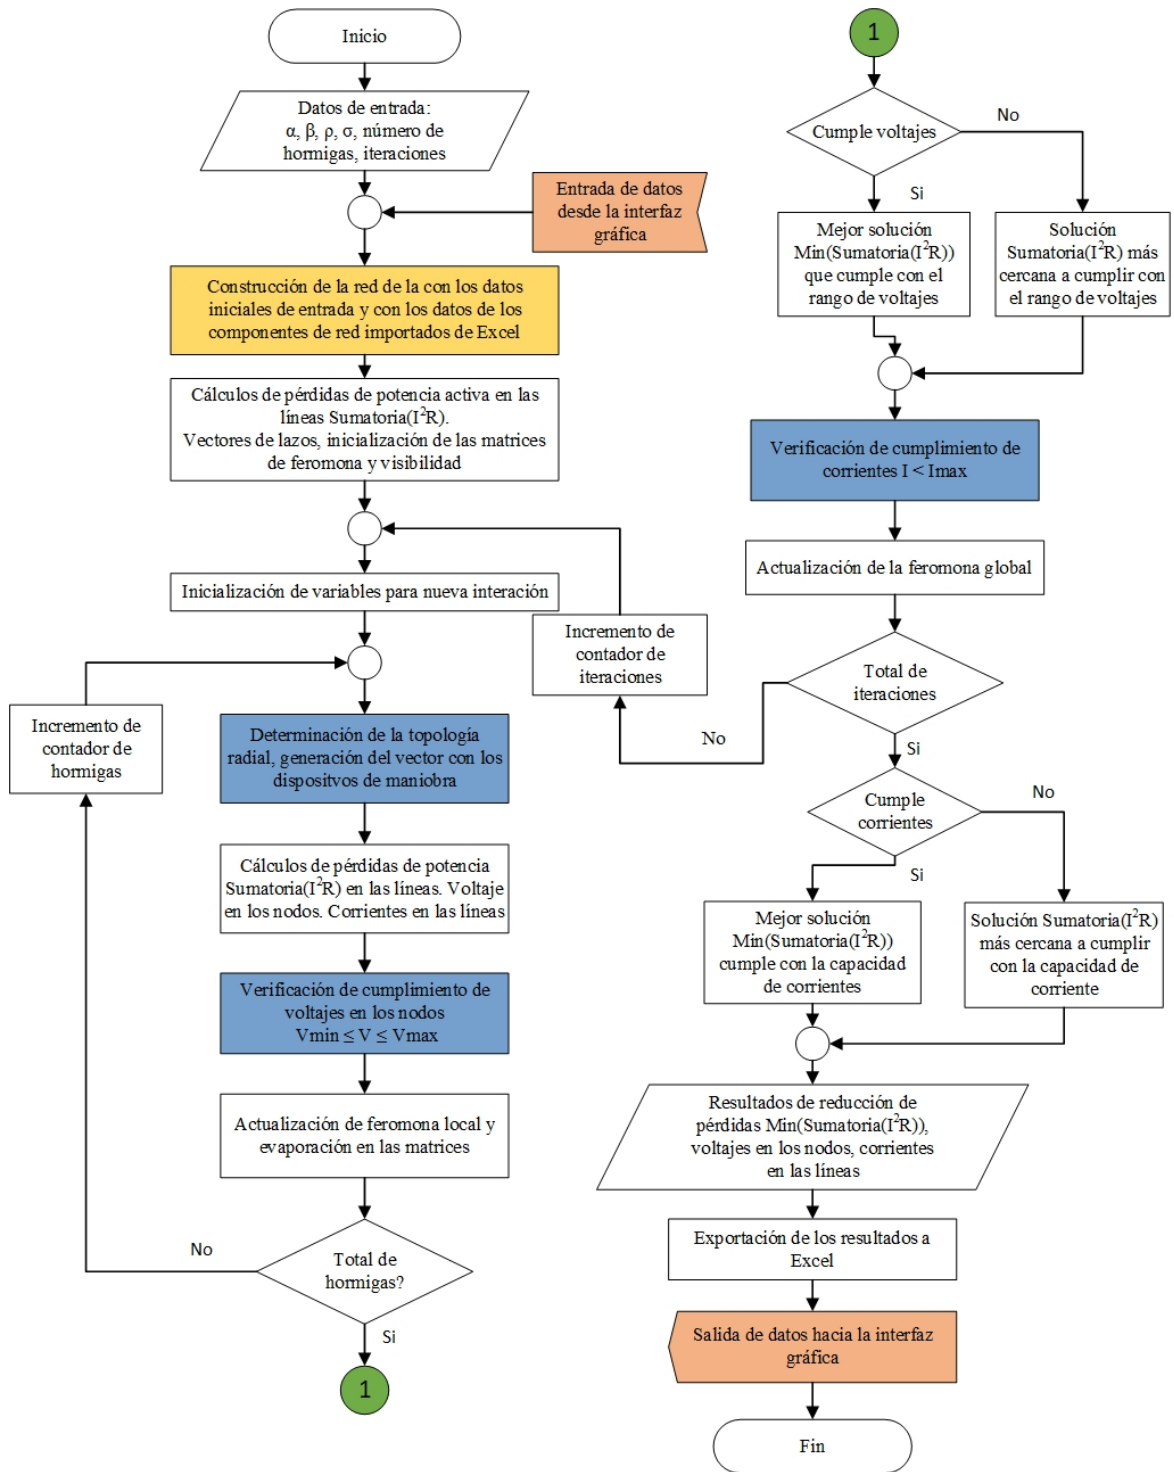 Inicio
Datos de entrada:
α, β, ρ, σ, número de
hormigas, iteraciones
Entrada de datos
desde la interfaz
gráfica
Construcción de la red de la con los datos
iniciales de entrada y con los datos de los
componentes de red importados de Excel
Cálculos de pérdidas de potencia activa en las
líneas Sumatoria(I²R).
Vectores de lazos, inicialización de las matrices
de feromona y visibilidad
Inicialización de variables para nueva interación
Incremento de
contador de
iteraciones
Incremento de
contador de
hormigas
Determinación de la topología
radial, generación del vector con los
dispositvos de maniobra
Cálculos de pérdidas de potencia
Sumatoria(I²R) en las líneas. Voltaje
en los nodos. Corrientes en las líneas
Verificación de cumplimiento de
voltajes en los nodos
Vmin ≤ V ≤ Vmax
Actualización de feromona local y
evaporación en las matrices
No
Total de
hormigas?
Si
1
1
Cumple voltajes
No
Si
Mejor solución
Min(Sumatoria(I²R))
que cumple con el
rango de voltajes
Solución
Sumatoria(I²R) más
cercana a cumplir con
el rango de voltajes
Verificación de cumplimiento de
corrientes I < Imax
Actualización de la feromona global
Total de
iteraciones
No
Si
Cumple
corrientes
No
Si
Mejor solución
Min(Sumatoria(I²R))
cumple con la capacidad
de corrientes
Solución Sumatoria(I²R)
más cercana a cumplir
con la capacidad de
corriente
Resultados de reducción de
pérdidas Min(Sumatoria(I²R)),
voltajes en los nodos, corrientes
en las líneas
Exportación de los resultados a
Excel
Salida de datos hacia la interfaz
gráfica
Fin